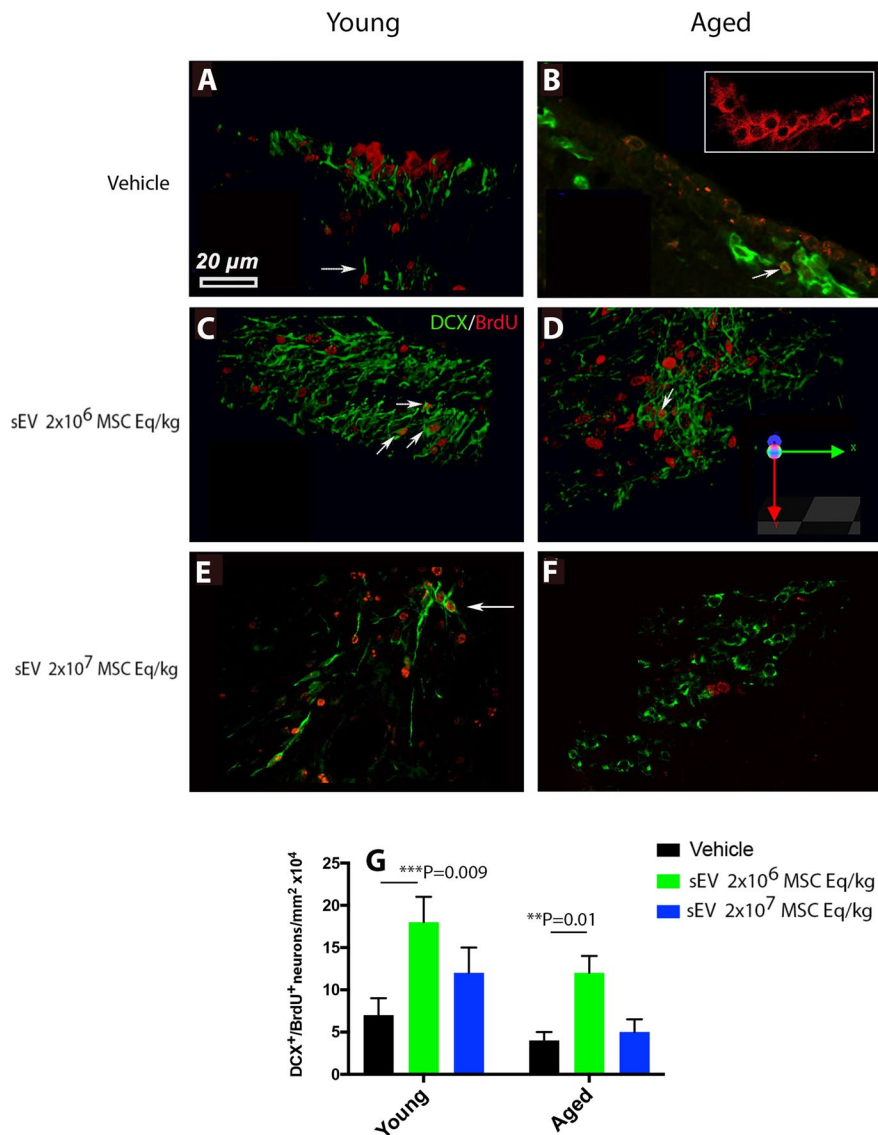 Young
Aged
A
B
Vehicle
20 µm
C
DCX/BrdU
D
sEV 2x10⁶ MSC Eq/kg
X
E
F
sEV 2x10⁷ MSC Eq/kg
G
Vehicle
sEV 2x10⁶ MSC Eq/kg
sEV 2x10⁷ MSC Eq/kg
***P=0.009
**P=0.01
DCX⁺/BrdU⁺neurons/mm² x10⁴
25
20
15
10
5
0
Young
Aged